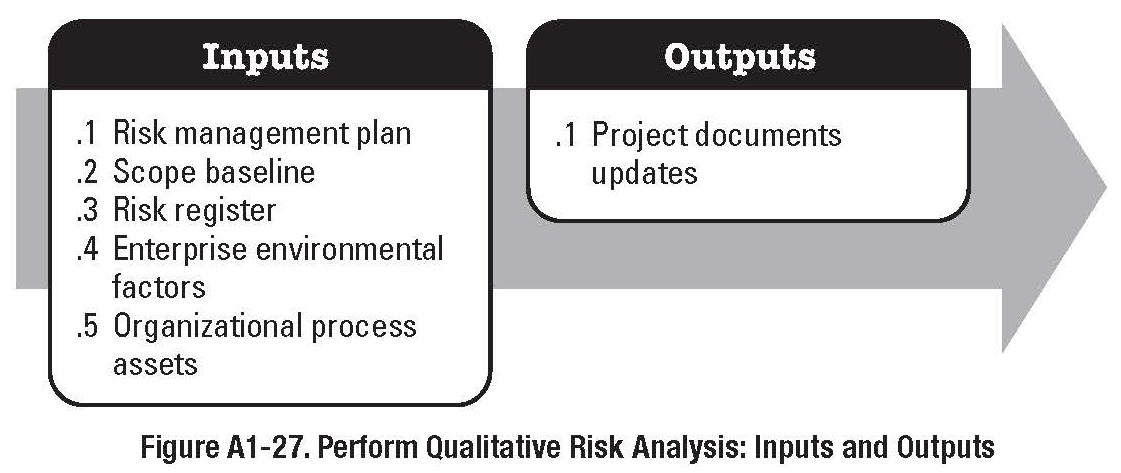 Inputs
.1 Risk management plan
.2 Scope baseline
.3 Risk register
.4 Enterprise environmental
factors
.5 Organizational process
assets
Outputs
.1 Project documents
updates
Figure A1-27. Perform Qualitative Risk Analysis: Inputs and Outputs